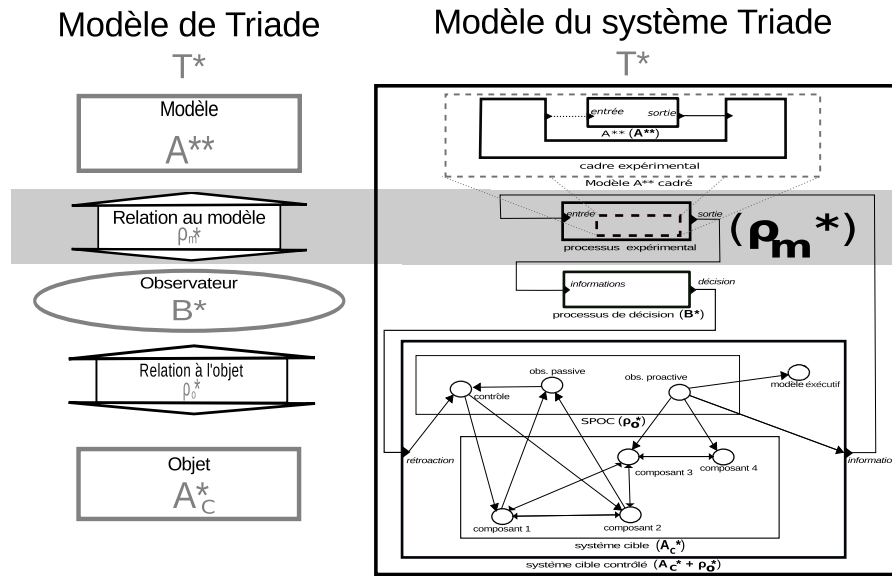 Modèle de Triade
T*
Modèle
A**
Relation au modèle
ρm*
Observateur
B*
Relation à l'objet
ρo*
Objet
A*C
Modèle du système Triade
T*
entrée
sortie
A** (A**)
cadre expérimental
Modèle A** cadré
entrée
sortie
processus expérimental
(ρm*)
informations
décision
processus de décision (B*)
obs. passive
obs. proactive
contrôle
modèle éxécutif
SPOC (ρo*)
rétroaction
informatio
composant 3
composant 4
composant 1
composant 2
système cible (Ac*)
système cible contrôlé (Ac* + ρo*)